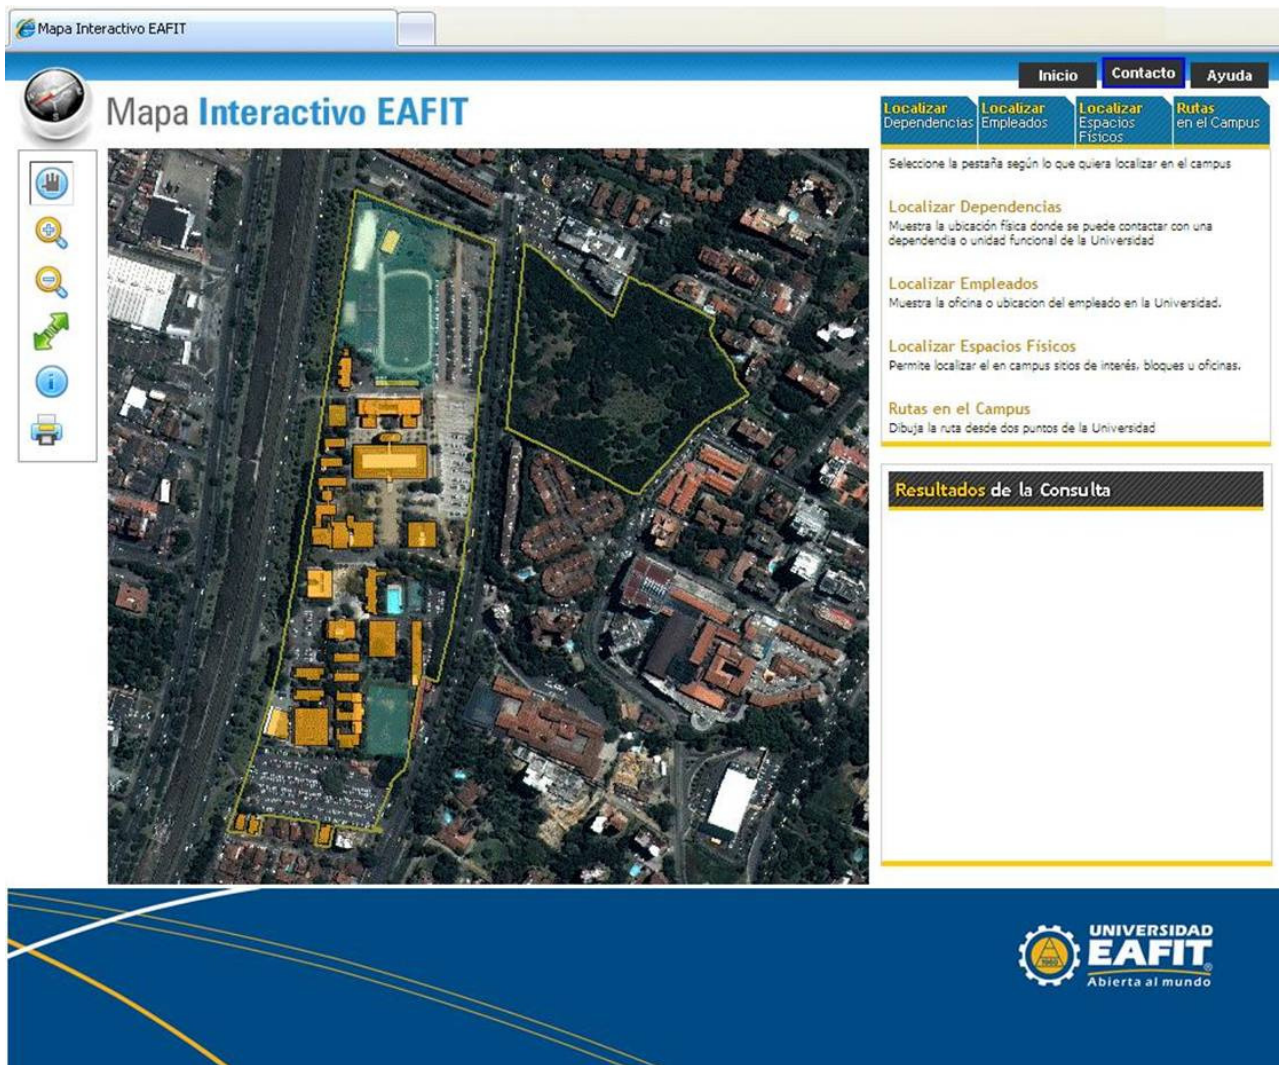 Mapa Interactivo EAFIT
Inicio
Contacto
Ayuda
Mapa Interactivo EAFIT
Localizar
Dependencias
Localizar
Empleados
Localizar
Espacios
Físicos
Rutas
en el Campus
Seleccione la pestaña según lo que quiera localizar en el campus
Localizar Dependencias
Muestra la ubicación física donde se puede contactar con una
dependendia o unidad funcional de la Universidad
Localizar Empleados
Muestra la oficina o ubicacion del empleado en la Universidad.
Localizar Espacios Físicos
Permite localizar el en campus sitios de interés, bloques u oficinas.
Rutas en el Campus
Dibuja la ruta desde dos puntos de la Universidad
Resultados de la Consulta
1960
UNIVERSIDAD
EAFIT®
Abierta al mundo